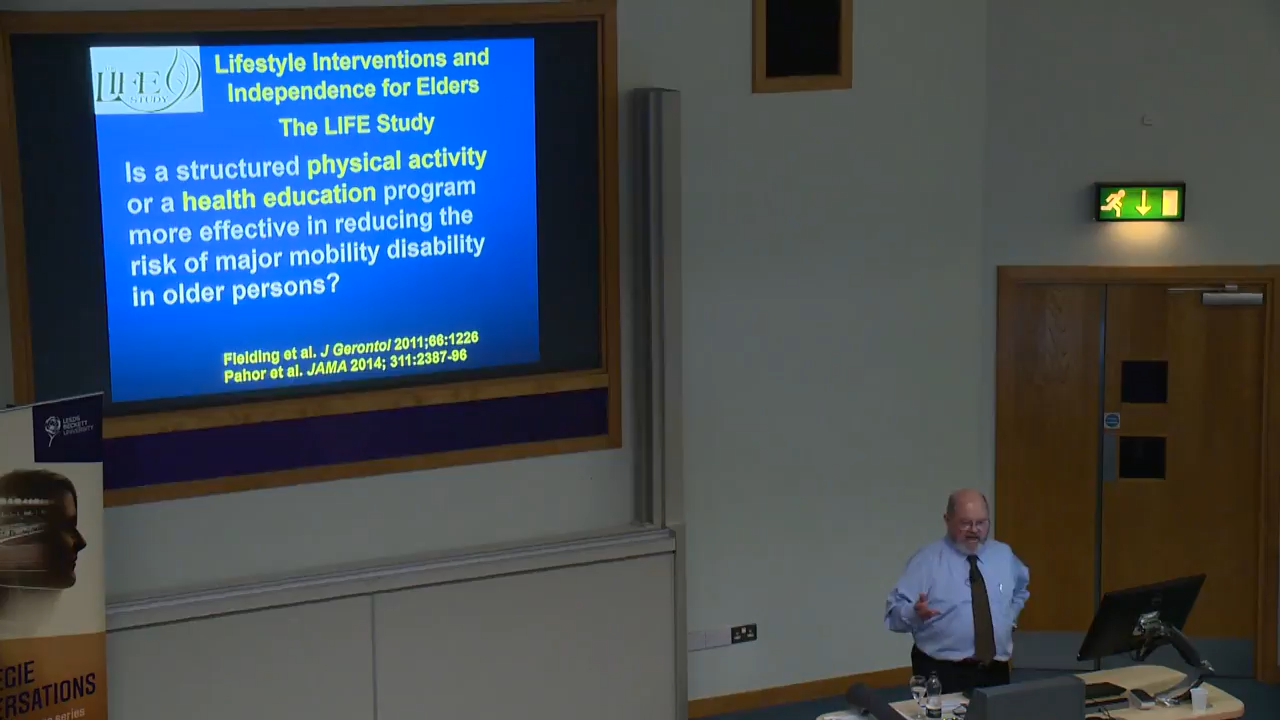 LIFE
STUDY
Lifestyle Interventions and
Independence for Elders
The LIFE Study
Is a structured physical activity
or a health education program
more effective in reducing the
risk of major mobility disability
in older persons?
Fielding et al. J Gerontol 2011;66:1226
Pahor et al. JAMA 2014; 311:2387-96
LEEDS
BECKETT
UNIVERSITY
EGIE
ERSATIONS
series